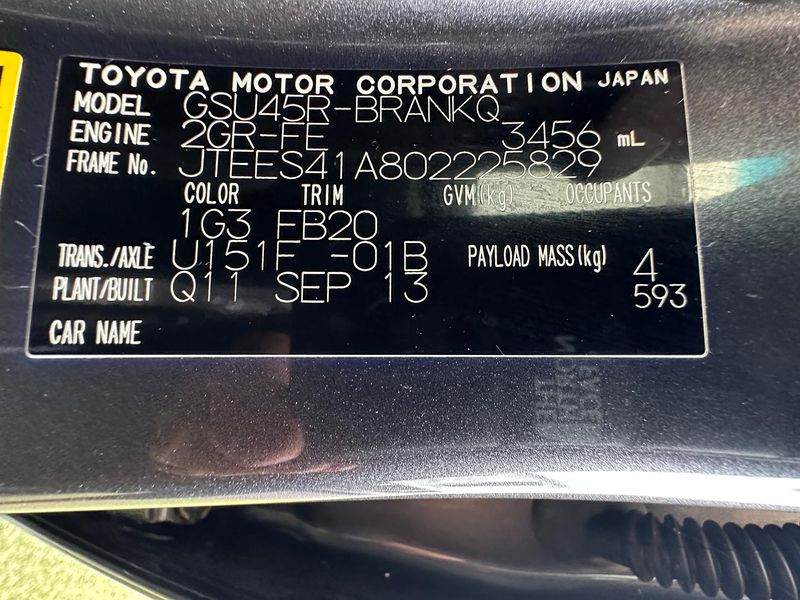 TOYOTA MOTOR CORPORATION JAPAN
MODEL GSU45R-BRANKQ
ENGINE 2GR-FE 3456 mL
FRAME No. JTEES41A802225829
COLOR TRIM GVM(kg) OCCUPANTS
1G3 FB20
TRANS./AXLE U151F -01B PAYLOAD MASS(kg) 4
PLANT/BUILT Q11 SEP 13 593
CAR NAME